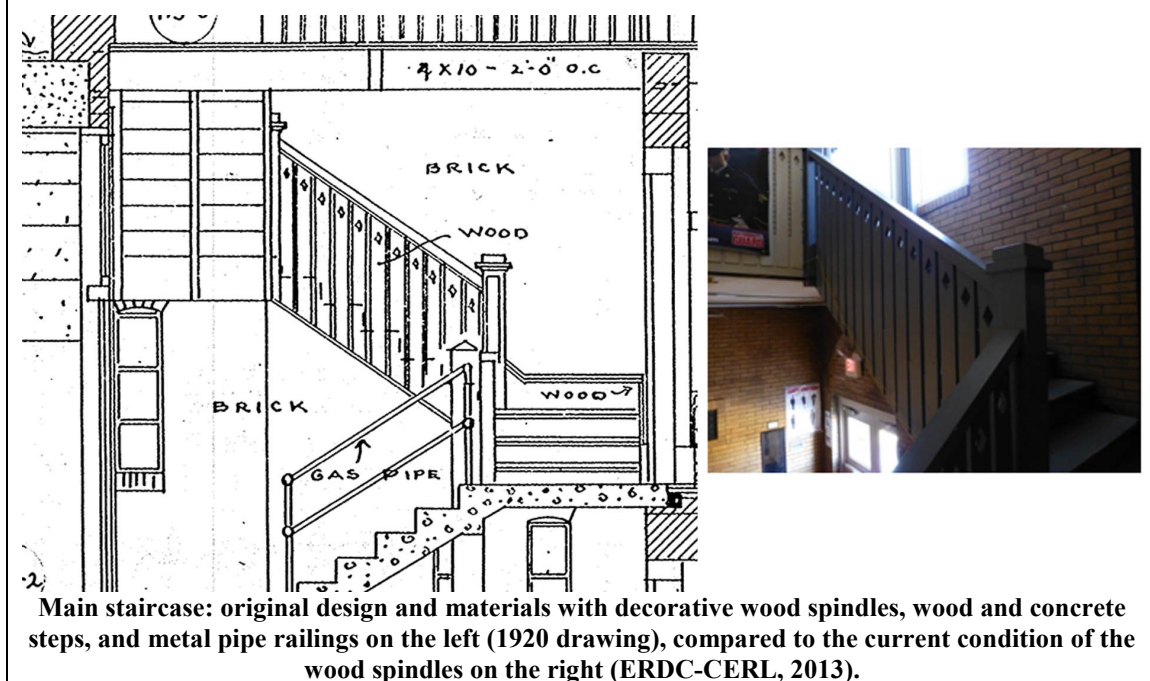 4 X 10 - 2'-0" O.C
BRICK
WOOD
WOOD
BRICK
GAS PIPE
Main staircase: original design and materials with decorative wood spindles, wood and concrete
steps, and metal pipe railings on the left (1920 drawing), compared to the current condition of the
wood spindles on the right (ERDC-CERL, 2013).